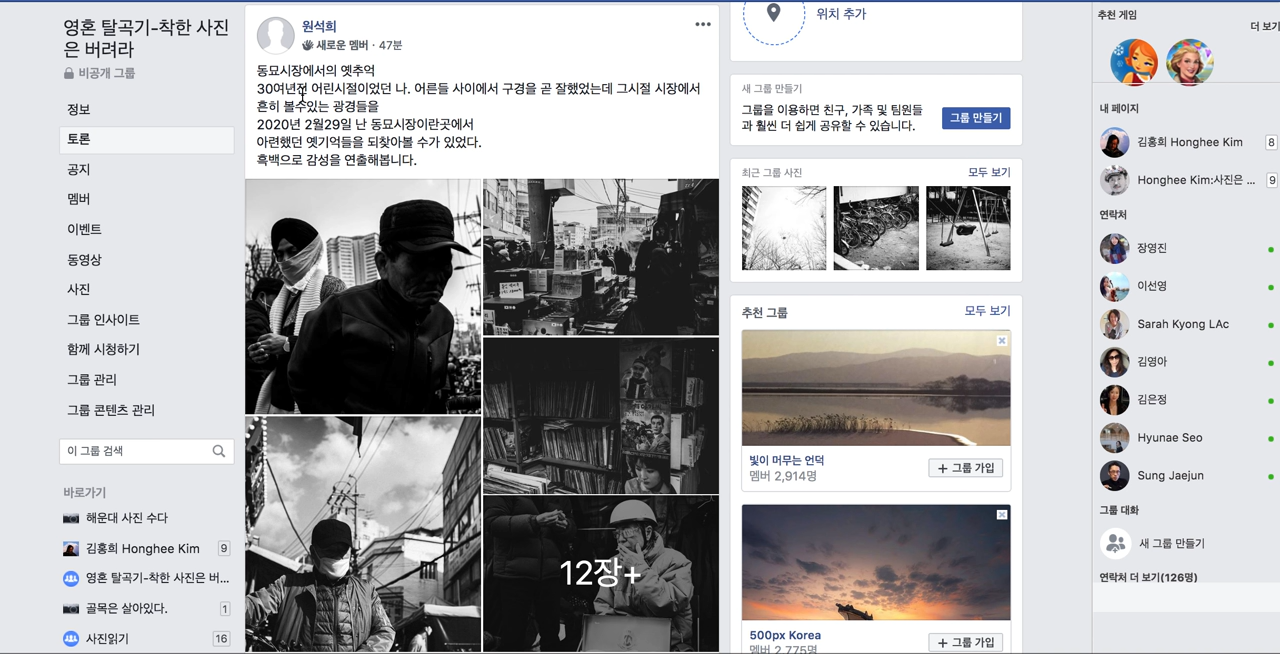 영혼 탈곡기-착한 사진
은 버려라
비공개 그룹
정보
토론
공지
멤버
이벤트
동영상
사진
그룹 인사이트
함께 시청하기
그룹 관리
그룹 콘텐츠 관리
이 그룹 검색
바로가기
해운대 사진 수다
김홍희 Honghee Kim 9
영혼 탈곡기-착한 사진은 버...
골목은 살아있다. 1
사진읽기 16
원석희
새로운 멤버 · 47분
동묘시장에서의 옛추억
30여년전 어린시절이었던 나. 어른들 사이에서 구경을 곧 잘했었는데 그시절 시장에서
흔히 볼수있는 광경들을
2020년 2월29일 난 동묘시장이란곳에서
아련했던 옛기억들을 되찾아볼 수가 있었다.
흑백으로 감성을 연출해봅니다.
12장+
위치 추가
새 그룹 만들기
그룹을 이용하면 친구, 가족 및 팀원들
과 훨씬 더 쉽게 공유할 수 있습니다.
그룹 만들기
최근 그룹 사진
모두 보기
추천 그룹
모두 보기
빛이 머무는 언덕
멤버 2,914명
+ 그룹 가입
500px Korea
멤버 2,775명
+ 그룹 가입
추천 게임
더 보기
내 페이지
김홍희 Honghee Kim 8
Honghee Kim:사진은 ... 9
연락처
장영진
이선영
Sarah Kyong LAc
김영아
김은정
Hyunae Seo
Sung Jaejun
그룹 대화
새 그룹 만들기
연락처 더 보기(126명)